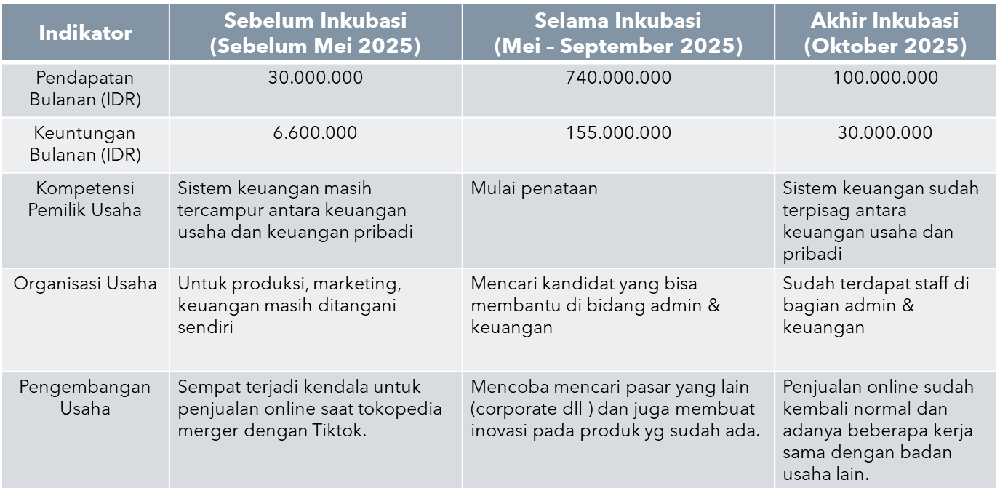 Indikator
Sebelum Inkubasi
(Sebelum Mei 2025)
Selama Inkubasi
(Mei – September 2025)
Akhir Inkubasi
(Oktober 2025)
Pendapatan
Bulanan (IDR)
30.000.000
740.000.000
100.000.000
Keuntungan
Bulanan (IDR)
6.600.000
155.000.000
30.000.000
Kompetensi
Pemilik Usaha
Sistem keuangan masih
tercampur antara keuangan
usaha dan keuangan pribadi
Mulai penataan
Sistem keuangan sudah
terpisag antara
keuangan usaha dan
pribadi
Organisasi Usaha
Untuk produksi, marketing,
keuangan masih ditangani
sendiri
Mencari kandidat yang bisa
membantu di bidang admin &
keuangan
Sudah terdapat staff di
bagian admin &
keuangan
Pengembangan
Usaha
Sempat terjadi kendala untuk
penjualan online saat tokopedia
merger dengan Tiktok.
Mencoba mencari pasar yang lain
(corporate dll ) dan juga membuat
inovasi pada produk yg sudah ada.
Penjualan online sudah
kembali normal dan
adanya beberapa kerja
sama dengan badan
usaha lain.